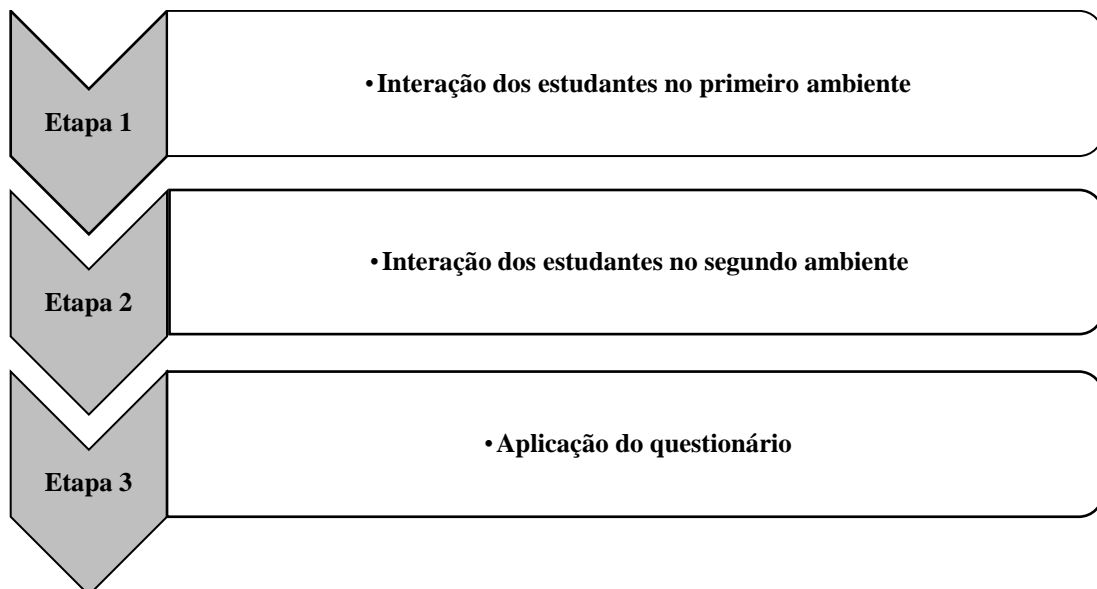 • Interação dos estudantes no primeiro ambiente
Etapa 1
• Interação dos estudantes no segundo ambiente
Etapa 2
• Aplicação do questionário
Etapa 3